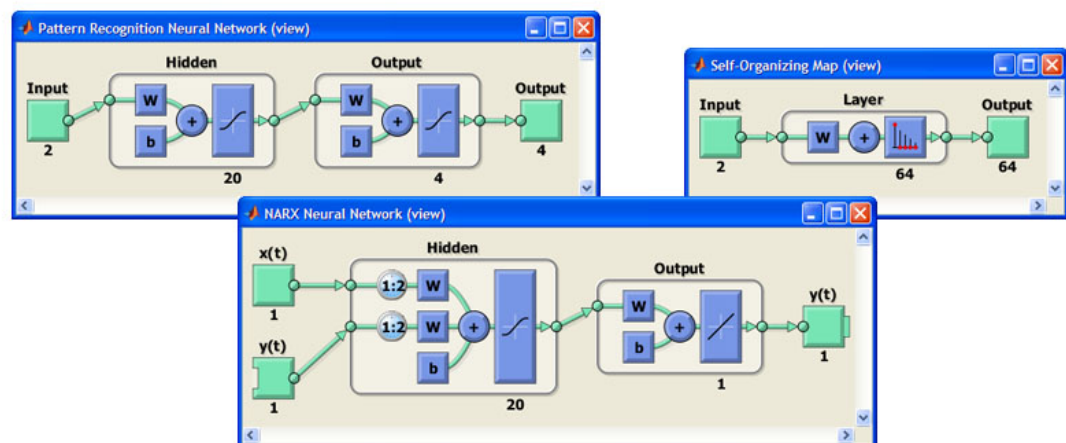 Pattern Recognition Neural Network (view)
Hidden
Output
Input
Output
W
W
b
+
b
+
2
4
20
4
Self-Organizing Map (view)
Layer
Input
Output
W
+
2
64
64
NARX Neural Network (view)
x(t)
Hidden
Output
y(t)
1:2
W
W
1
1:2
W
+
b
+
y(t)
b
1
1
1
20